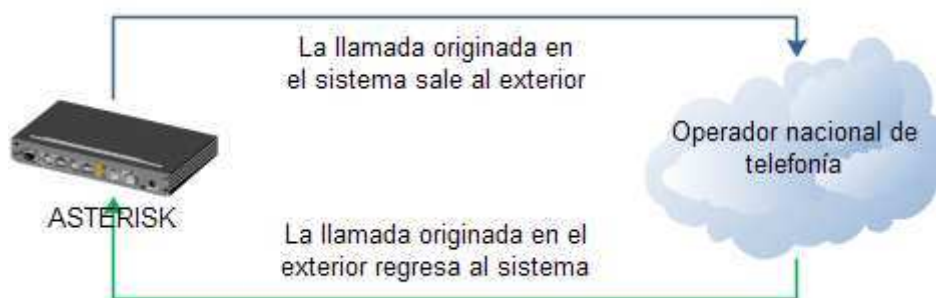 La llamada originada en
el sistema sale al exterior
Operador nacional de
telefonía
ASTERISK
La llamada originada en el
exterior regresa al sistema